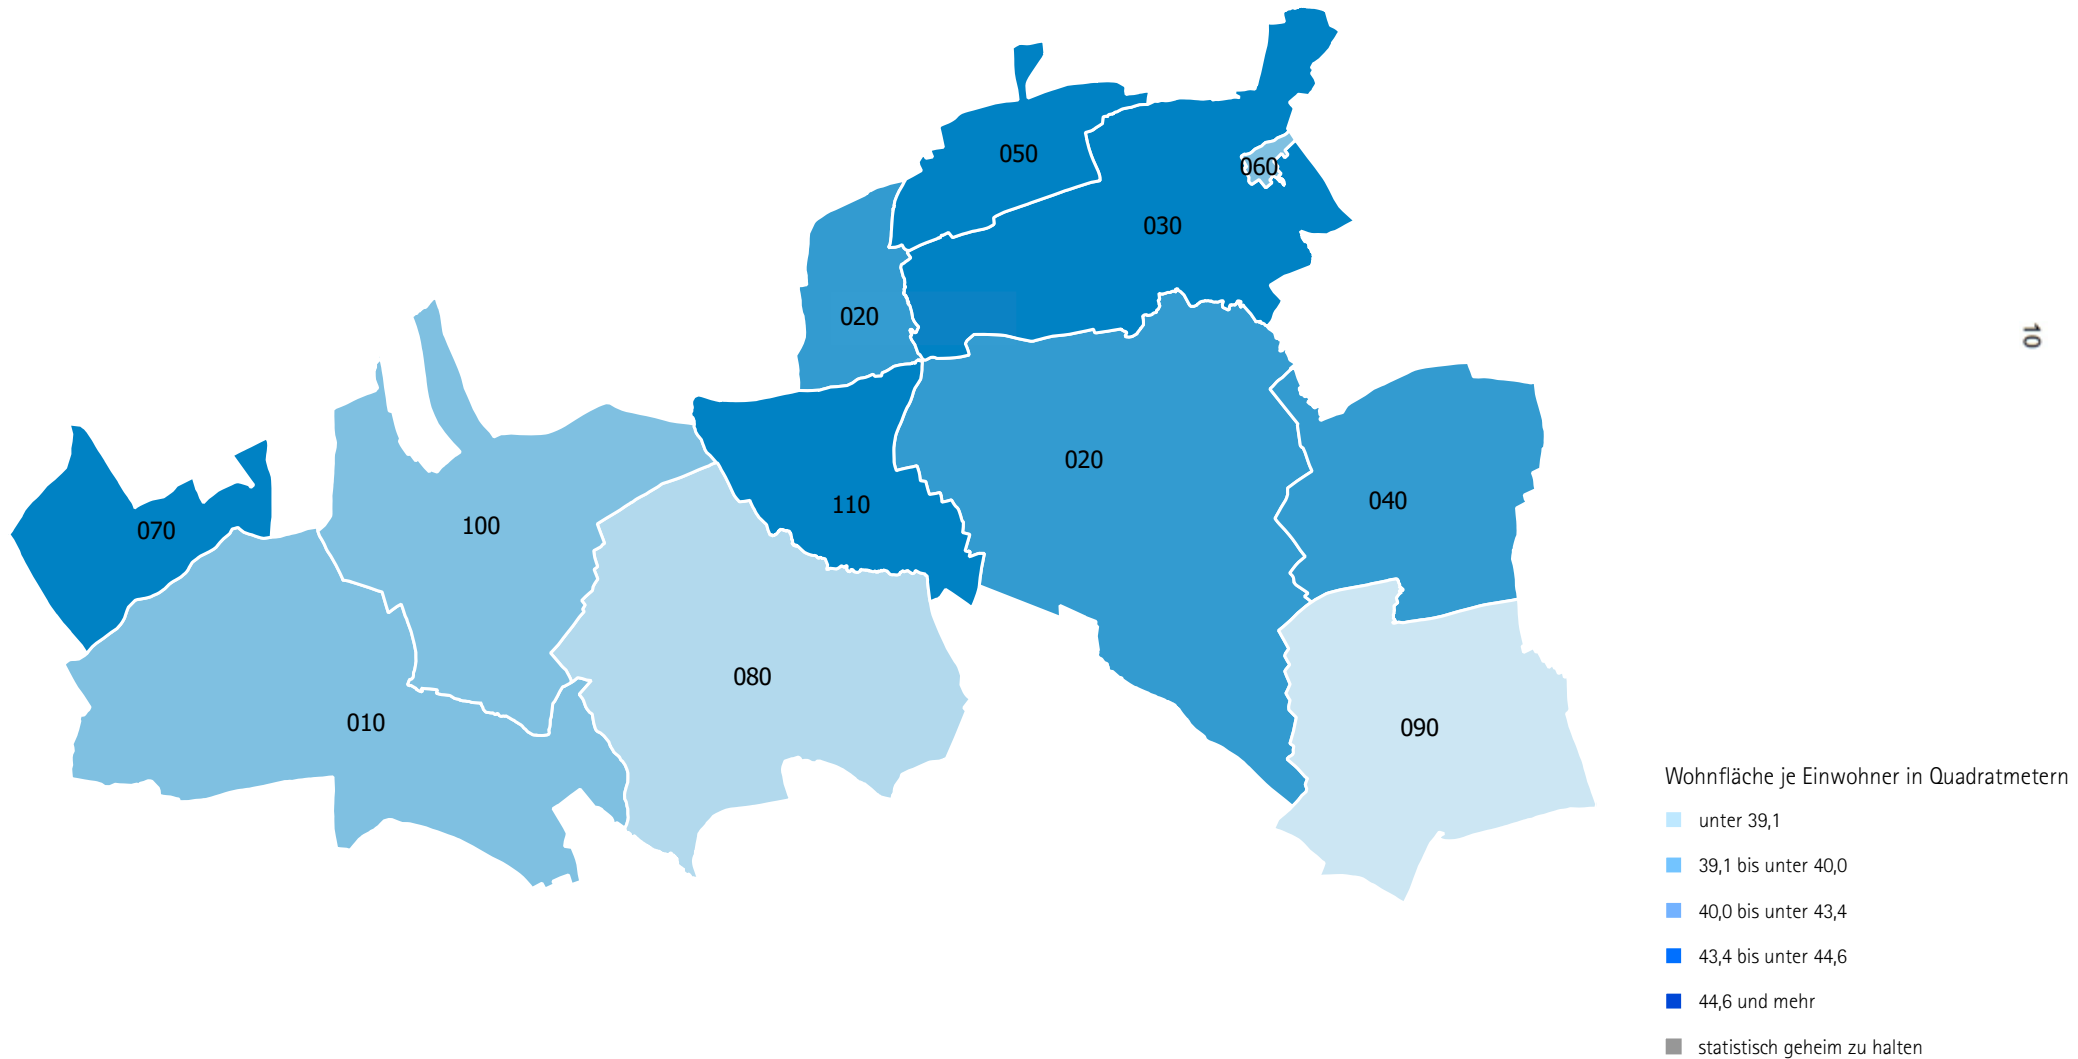 050
060
030
020
10
020
040
110
100
070
080
010
090
Wohnfläche je Einwohner in Quadratmetern
unter 39,1
39,1 bis unter 40,0
40,0 bis unter 43,4
43,4 bis unter 44,6
44,6 und mehr
statistisch geheim zu halten